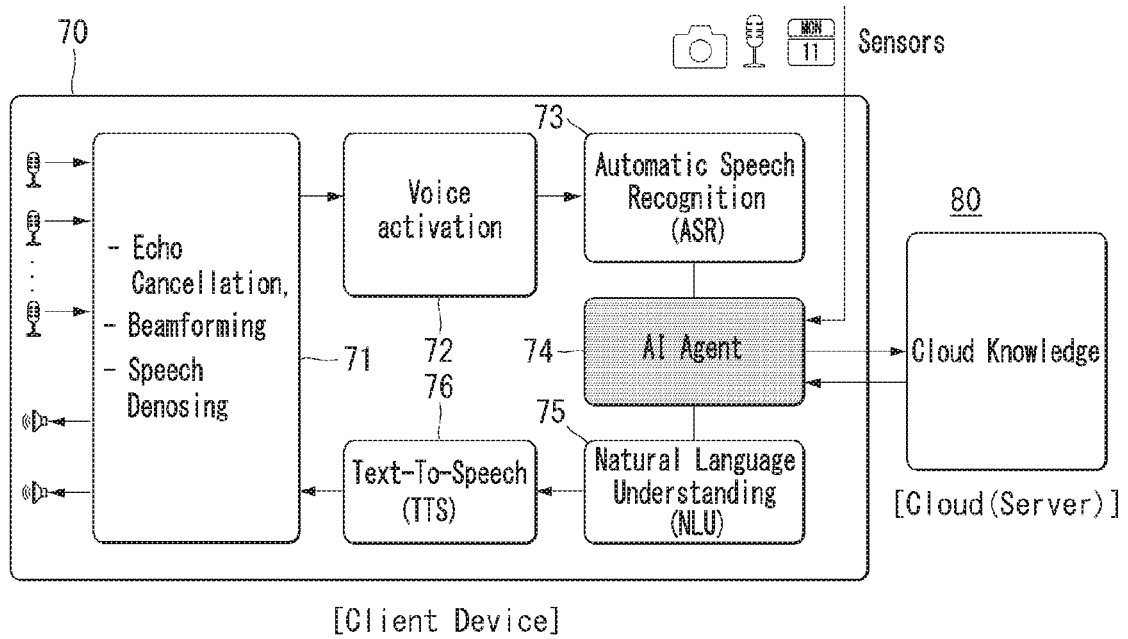 70
MON
11
Sensors
73
Automatic Speech
Recognition
(ASR)
Voice
activation
80
- Echo
Cancellation,
- Beamforming
- Speech
Denosing
71
72
76
74
AI Agent
Cloud Knowledge
75
Text-To-Speech
(TTS)
Natural Language
Understanding
(NLU)
[Cloud(Server)]
[Client Device]